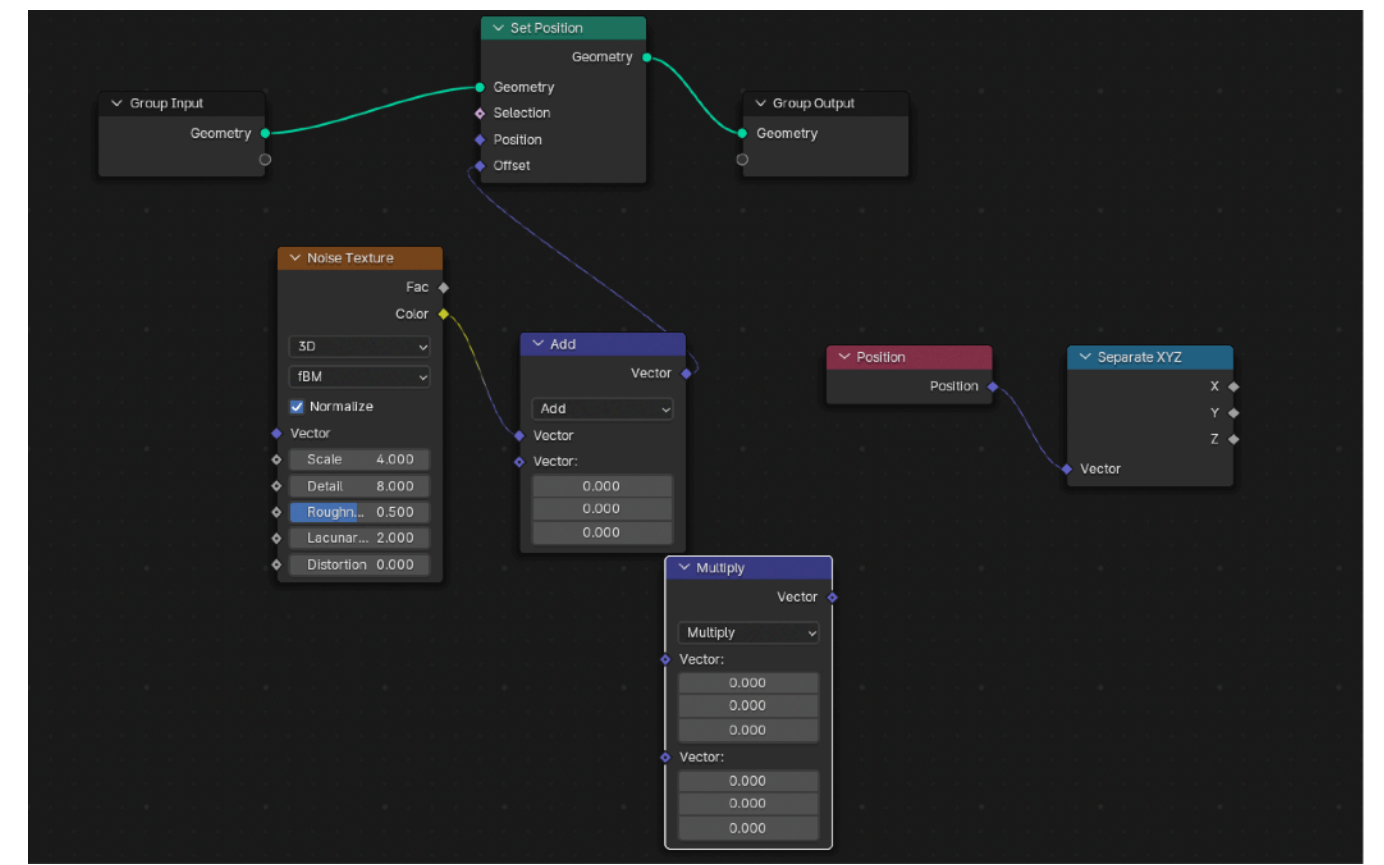 Set Position
Geometry
Geometry
Selection
Position
Offset
Group Input
Geometry
Group Output
Geometry
Noise Texture
Fac
Color
3D
fBM
Normalize
Vector
Scale 4.000
Detail 8.000
Roughn... 0.500
Lacunar... 2.000
Distortion 0.000
Add
Vector
Add
Vector
Vector:
0.000
0.000
0.000
Position
Position
Separate XYZ
X
Y
Z
Vector
Multiply
Vector
Multiply
Vector:
0.000
0.000
0.000
Vector:
0.000
0.000
0.000